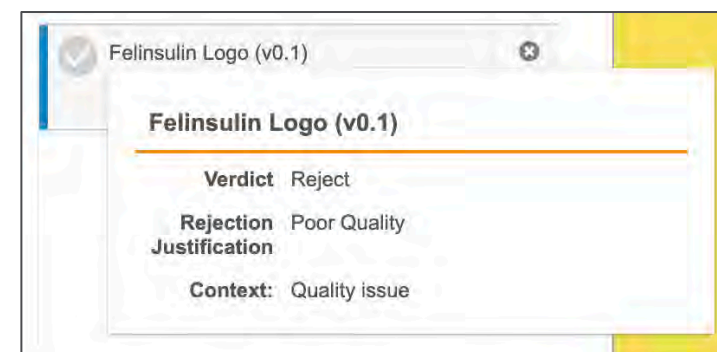 Felinsulin Logo (v0.1)
Felinsulin Logo (v0.1)
Verdict Reject
Rejection Poor Quality
Justification
Context: Quality issue